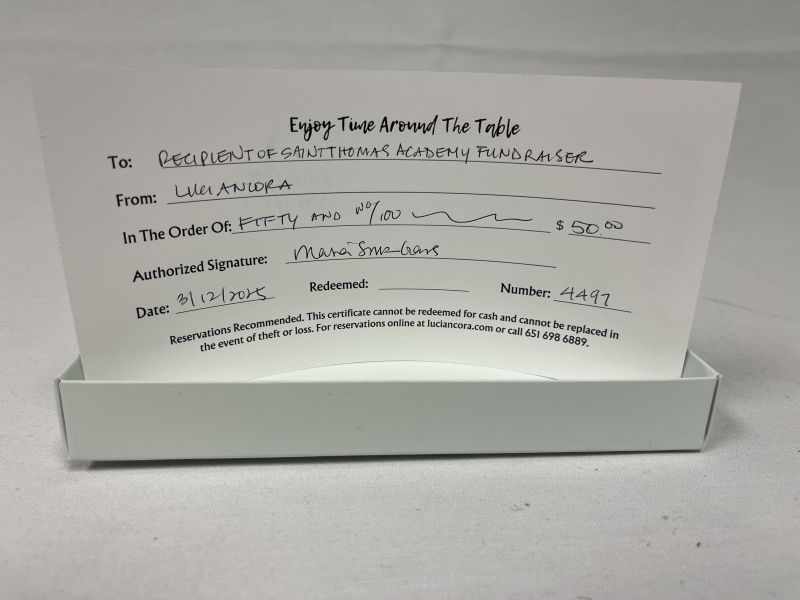 Enjoy Time Around The Table
To: RECIPIENT OF SAINT THOMAS ACADEMY FUNDRAISER
From: LUCI ANCORA
In The Order Of: FIFTY AND NO/100 $ 50.00
Authorized Signature:
Date: 3/12/2025 Redeemed: Number: 4497
Reservations Recommended. This certificate cannot be redeemed for cash and cannot be replaced in
the event of theft or loss. For reservations online at luciancora.com or call 651 698 6889.